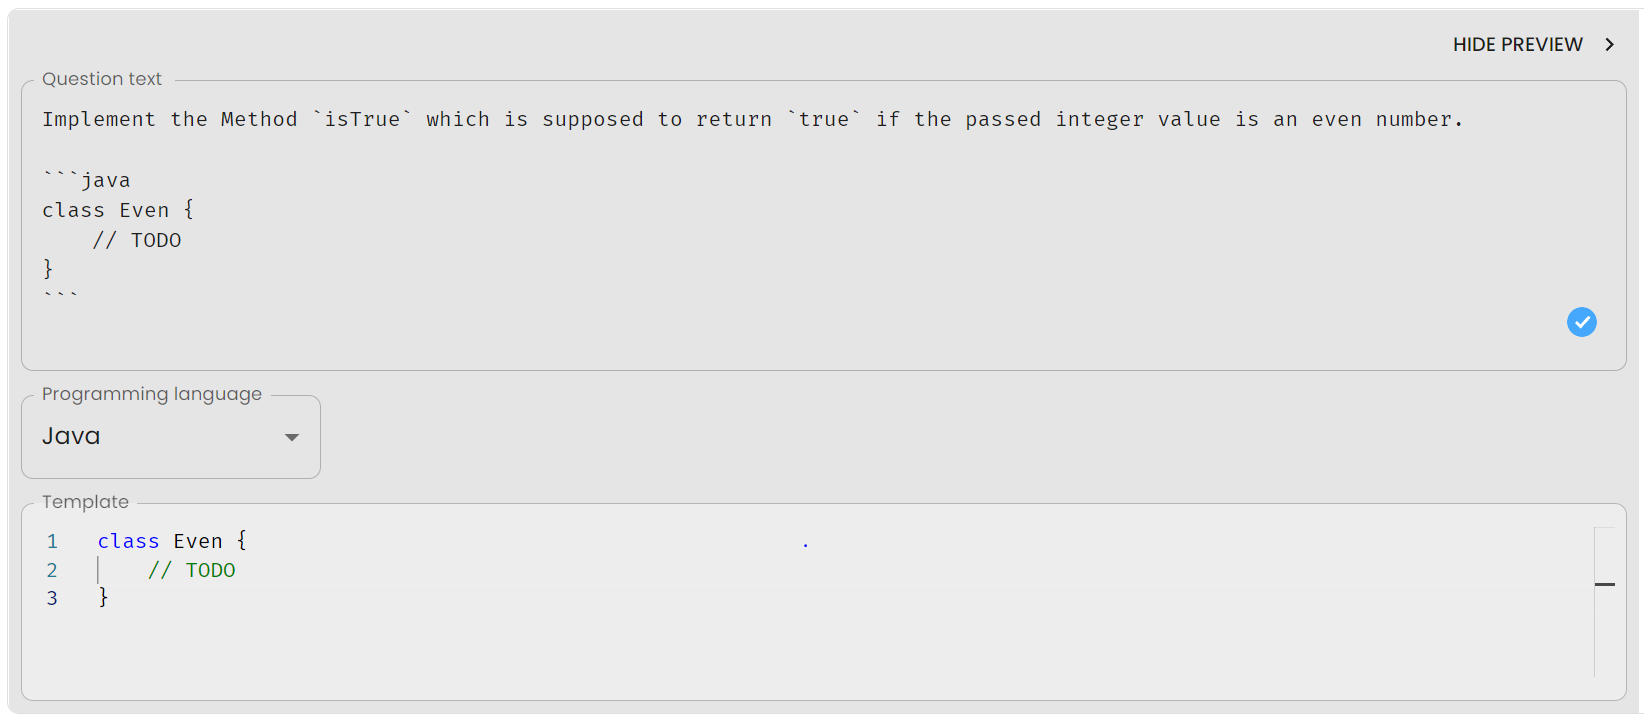 HIDE PREVIEW
Question text
Implement the Method `isTrue` which is supposed to return `true` if the passed integer value is an even number.
```java
class Even {
    // TODO
}
```
Programming language
Java
Template
1 class Even {
2     // TODO
3 }